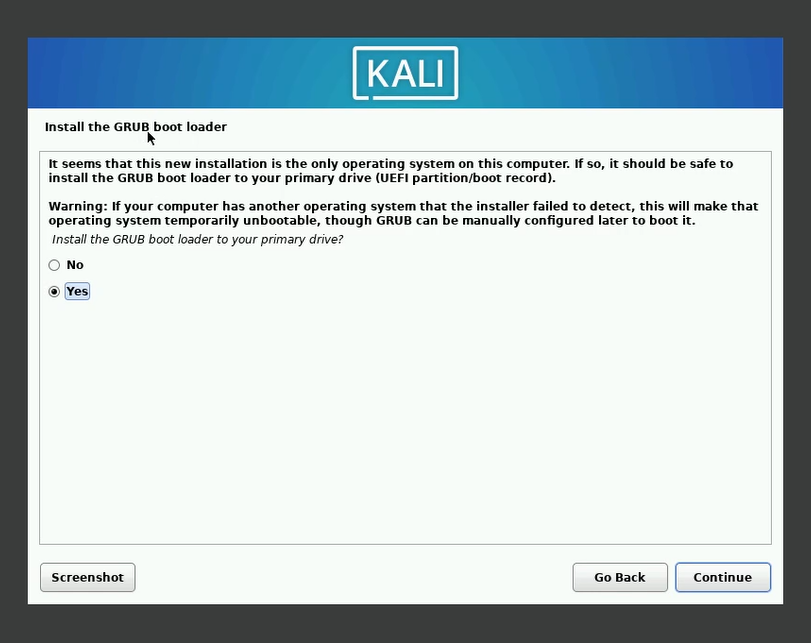 KALI
Install the GRUB boot loader
It seems that this new installation is the only operating system on this computer. If so, it should be safe to
install the GRUB boot loader to your primary drive (UEFI partition/boot record).
Warning: If your computer has another operating system that the installer failed to detect, this will make that
operating system temporarily unbootable, though GRUB can be manually configured later to boot it.
Install the GRUB boot loader to your primary drive?
No
Yes
Screenshot
Go Back
Continue